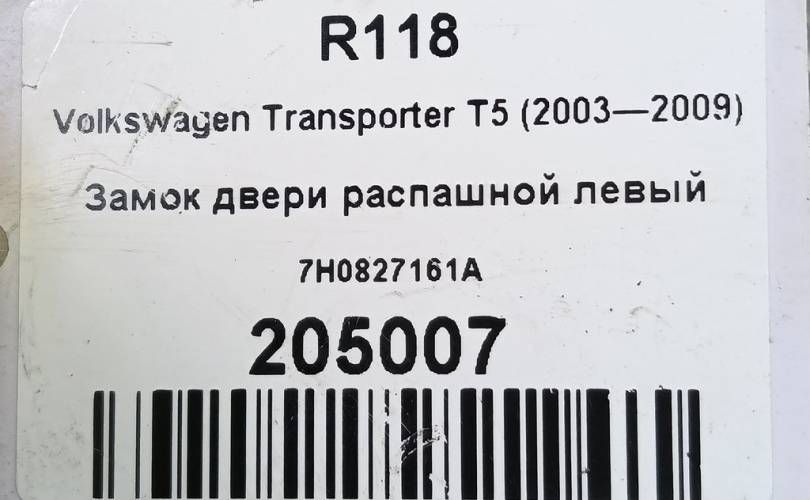 R118
Volkswagen Transporter T5 (2003—2009)
Замок двери распашной левый
7H0827161A
205007